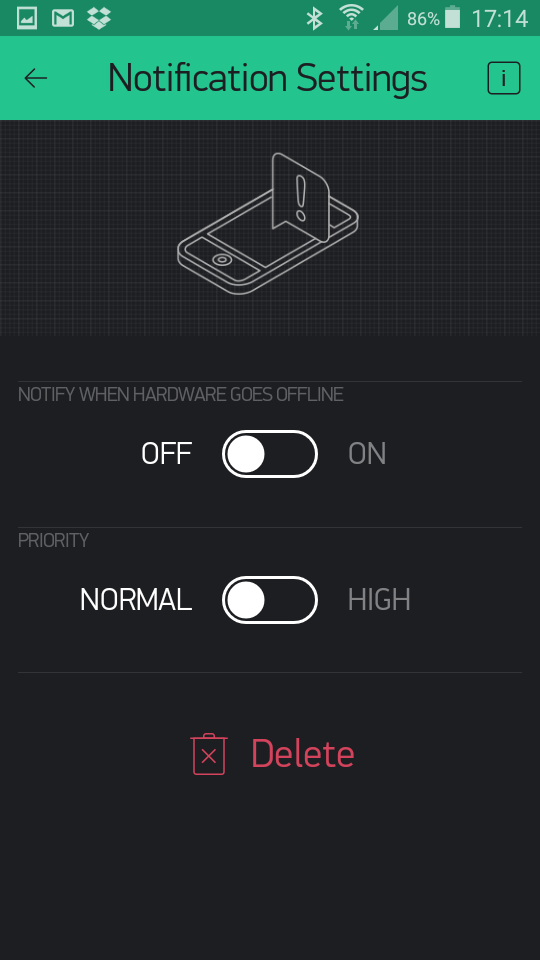 86% 17:14
Notification Settings i
NOTIFY WHEN HARDWARE GOES OFFLINE
OFF ON
PRIORITY
NORMAL HIGH
Delete